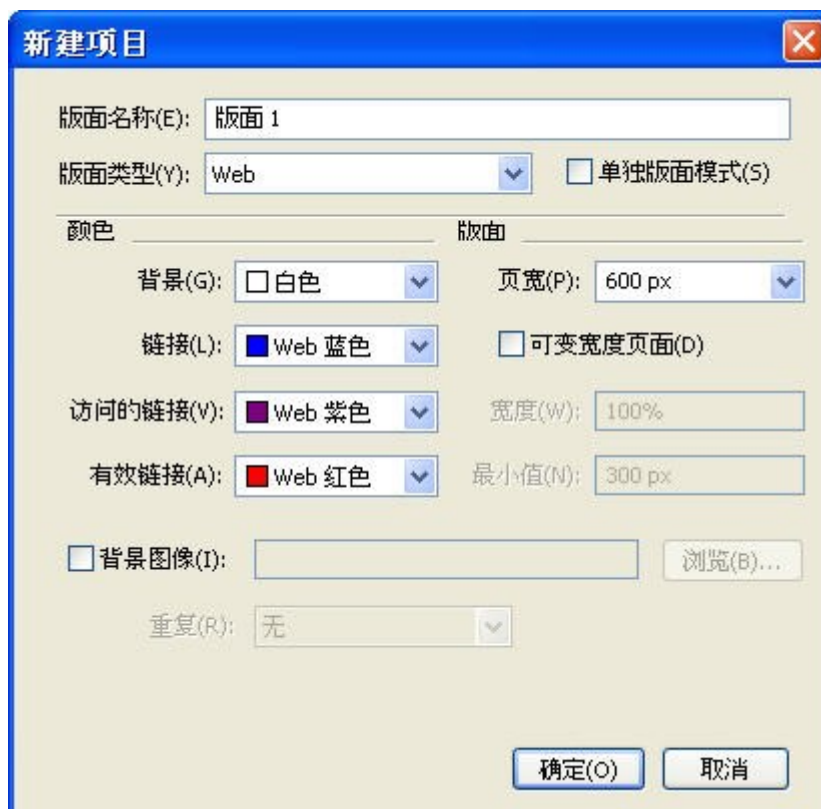 新建项目
版面名称(E): 版面 1
版面类型(Y): Web 单独版面模式(S)
颜色 版面
背景(G): 白色 页宽(P): 600 px
链接(L): Web 蓝色 可变宽度页面(D)
访问的链接(V): Web 紫色 宽度(W): 100%
有效链接(A): Web 红色 最小值(N): 300 px
背景图像(I): 浏览(B)...
重复(R): 无
确定(O) 取消